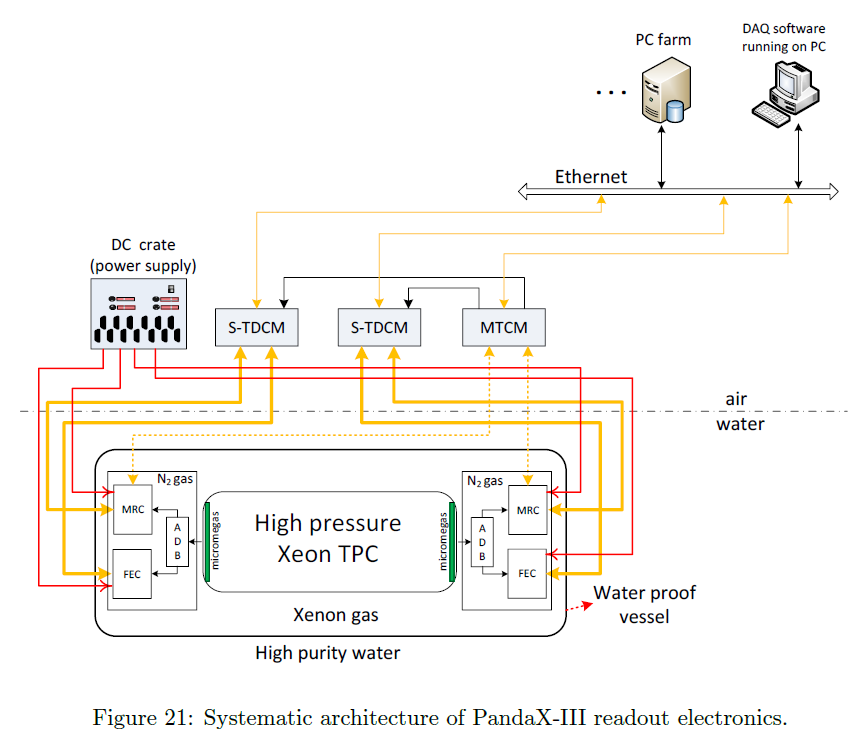 DAQ software
running on PC
PC farm
...
Ethernet
DC crate
(power supply)
S-TDCM
S-TDCM
MTCM
air
water
N2 gas
N2 gas
MRC
A
D
B
FEC
micromegas
High pressure
Xeon TPC
micromegas
A
D
B
MRC
FEC
Xenon gas
Water proof
vessel
High purity water
Figure 21: Systematic architecture of PandaX-III readout electronics.